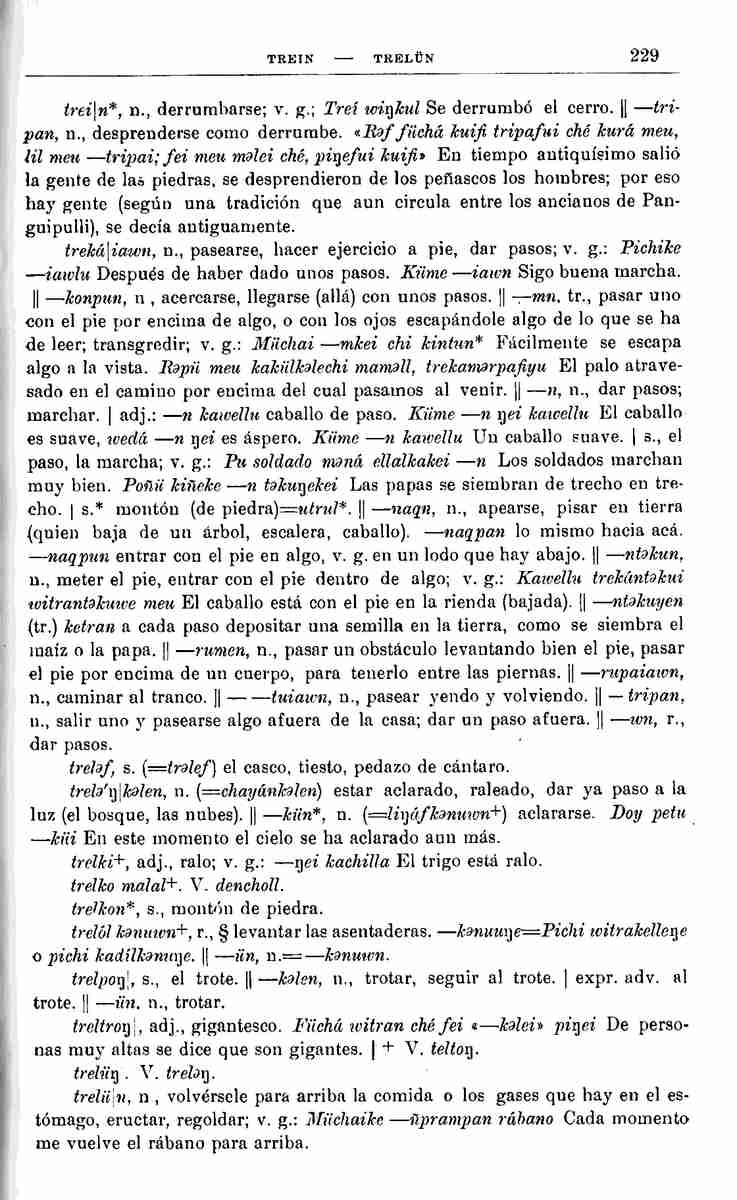 TREIN — TRELÜN 229
trei|n*, n., derrumbarse; v. g.; Treí wiŋkul Se derrumbó el cerro. || —tri-
pan, n., desprenderse como derrumbe. «Rəf füchá kuifi tripafui ché kurá meu,
lil meu —tripai; fei meu məlei ché, piŋefui kuifi» En tiempo antiquísimo salió
la gente de las piedras, se desprendieron de los peñascos los hombres; por eso
hay gente (según una tradición que aun circula entre los ancianos de Pan-
guipulli), se decía antiguamente.
treká|iawn, n., pasearse, hacer ejercicio a pie, dar pasos; v. g.: Pichike
—iawlu Después de haber dado unos pasos. Küme —iawn Sigo buena marcha.
|| —konpun, n , acercarse, llegarse (allá) con unos pasos. || —mn, tr., pasar uno
con el pie por encima de algo, o con los ojos escapándole algo de lo que se ha
de leer; transgredir; v. g.: Müchai —mkei chi kintun* Fácilmente se escapa
algo a la vista. Rəpü meu kakülkəlechi maməll, trekamərpafiyu El palo atrave-
sado en el camino por encima del cual pasamos al venir. || —n, n., dar pasos;
marchar. | adj.: —n kawellu caballo de paso. Küme —n ŋei kawellu El caballo
es suave, wedá —n ŋei es áspero. Küme —n kawellu Un caballo suave. | s., el
paso, la marcha; v. g.: Pu soldado məná ellalkakei —n Los soldados marchan
muy bien. Poñü kiñeke —n təkuŋekei Las papas se siembran de trecho en tre-
cho. | s.* montón (de piedra)=utrul*. || —naqn, n., apearse, pisar en tierra
(quien baja de un árbol, escalera, caballo). —naqpan lo mismo hacia acá.
—naqpun entrar con el pie en algo, v. g. en un lodo que hay abajo. || —ntəkun,
n., meter el pie, entrar con el pie dentro de algo; v. g.: Kawellu trekántəkui
witrantəkuwe meu El caballo está con el pie en la rienda (bajada). || —ntəkuyen
(tr.) ketran a cada paso depositar una semilla en la tierra, como se siembra el
maíz o la papa. || —rumen, n., pasar un obstáculo levantando bien el pie, pasar
el pie por encima de un cuerpo, para tenerlo entre las piernas. || —rupaiawn,
n., caminar al tranco. || — —tuiawn, n., pasear yendo y volviendo. || — tripan,
n., salir uno y pasearse algo afuera de la casa; dar un paso afuera. || —wn, r.,
dar pasos.
treləf, s. (=trəlef) el casco, tiesto, pedazo de cántaro.
trelə'ŋ|kəlen, n. (=chayánkəlen) estar aclarado, raleado, dar ya paso a la
luz (el bosque, las nubes). || —kün*, n. (=liŋáfkənuwn+) aclararse. Doy petu
—küi En este momento el cielo se ha aclarado aun más.
trelki+, adj., ralo; v. g.: —ŋei kachilla El trigo está ralo.
trelko malal+. V. dencholl.
trelkon*, s., montón de piedra.
trelól kənuwn+, r., § levantar las asentaderas. —kənuuŋe=Pichi witrakelleŋe
o pichi kadílkənuŋe. || —ün, n.=—kənuwn.
trelpoŋ|, s., el trote. || —kəlen, n., trotar, seguir al trote. | expr. adv. al
trote. || —ün, n., trotar.
treltroŋ|, adj., gigantesco. Füchá witran ché fei «—kəlei» piŋei De perso-
nas muy altas se dice que son gigantes. | + V. teltoŋ.
trelüŋ . V. treləŋ.
trelü|n, n , volvérsele para arriba la comida o los gases que hay en el es-
tómago, eructar, regoldar; v. g.: Müchaike —üprampan rábano Cada momento
me vuelve el rábano para arriba.